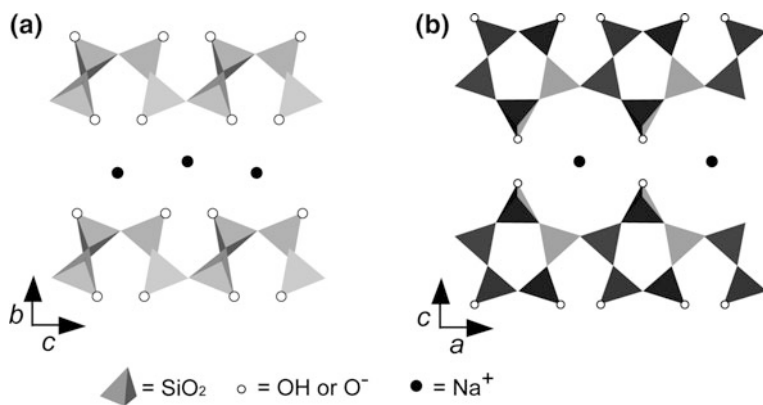 (a)
b
c
(b)
c
a
= SiO₂ = OH or O⁻ = Na⁺